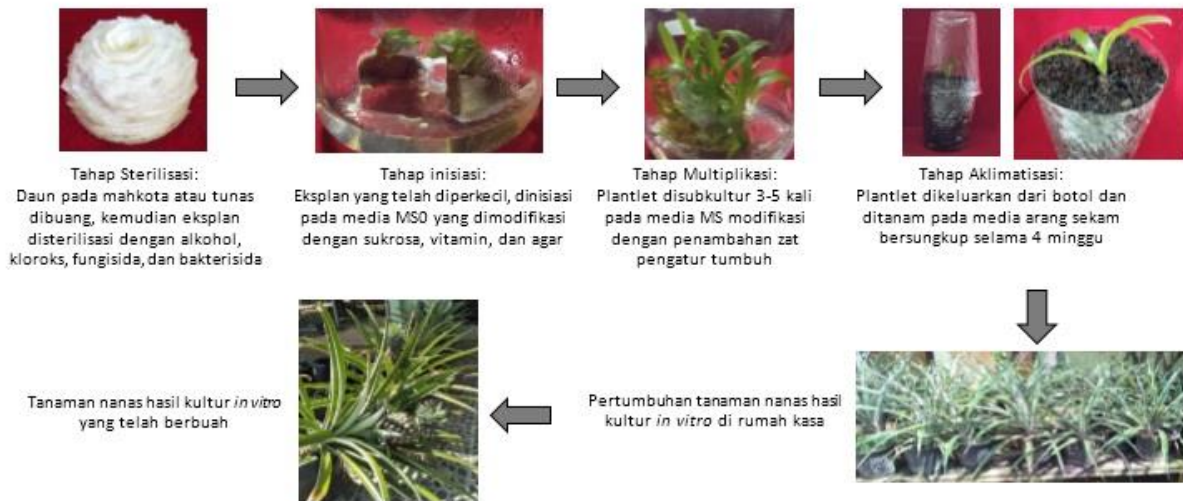 Tahap Sterilisasi:
Daun pada mahkota atau tunas
dibuang, kemudian eksplan
disterilisasi dengan alkohol,
kloroks, fungisida, dan bakterisida
Tahap inisiasi:
Eksplan yang telah diperkecil, dinisiasi
pada media MS0 yang dimodifikasi
dengan sukrosa, vitamin, dan agar
Tahap Multiplikasi:
Plantlet disubkultur 3-5 kali
pada media MS modifikasi
dengan penambahan zat
pengatur tumbuh
Tahap Aklimatisasi:
Plantlet dikeluarkan dari botol dan
ditanam pada media arang sekam
bersungkup selama 4 minggu
Pertumbuhan tanaman nanas hasil
kultur in vitro di rumah kasa
Tanaman nanas hasil kultur in vitro
yang telah berbuah